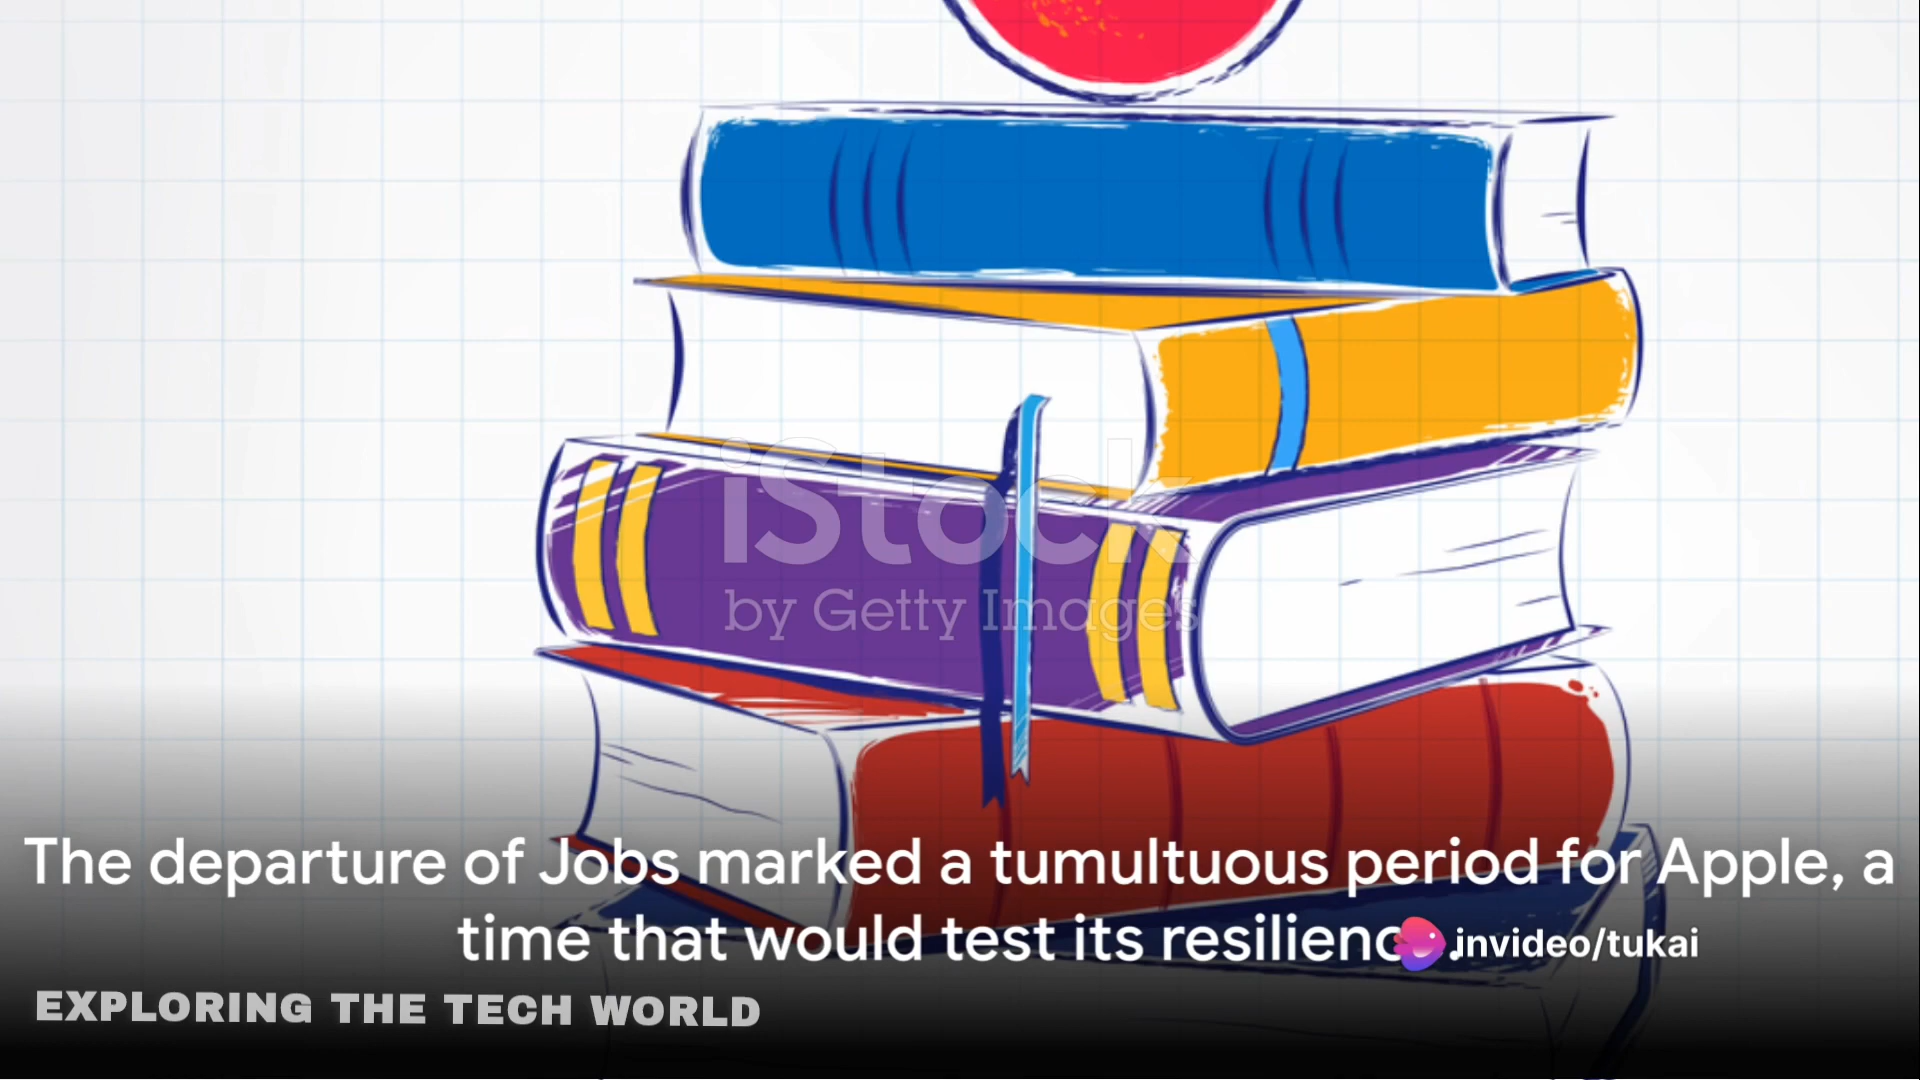 iStock
by Getty Images
The departure of Jobs marked a tumultuous period for Apple, a
time that would test its resilienc .
invideo/tukai
EXPLORING THE TECH WORLD